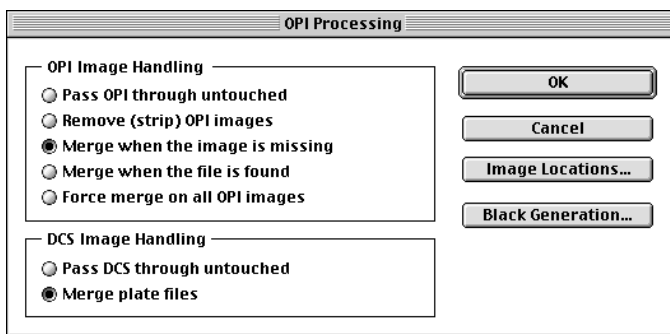 OPI Processing
OPI Image Handling
Pass OPI through untouched
Remove (strip) OPI images
Merge when the image is missing
Merge when the file is found
Force merge on all OPI images
DCS Image Handling
Pass DCS through untouched
Merge plate files
OK
Cancel
Image Locations...
Black Generation...